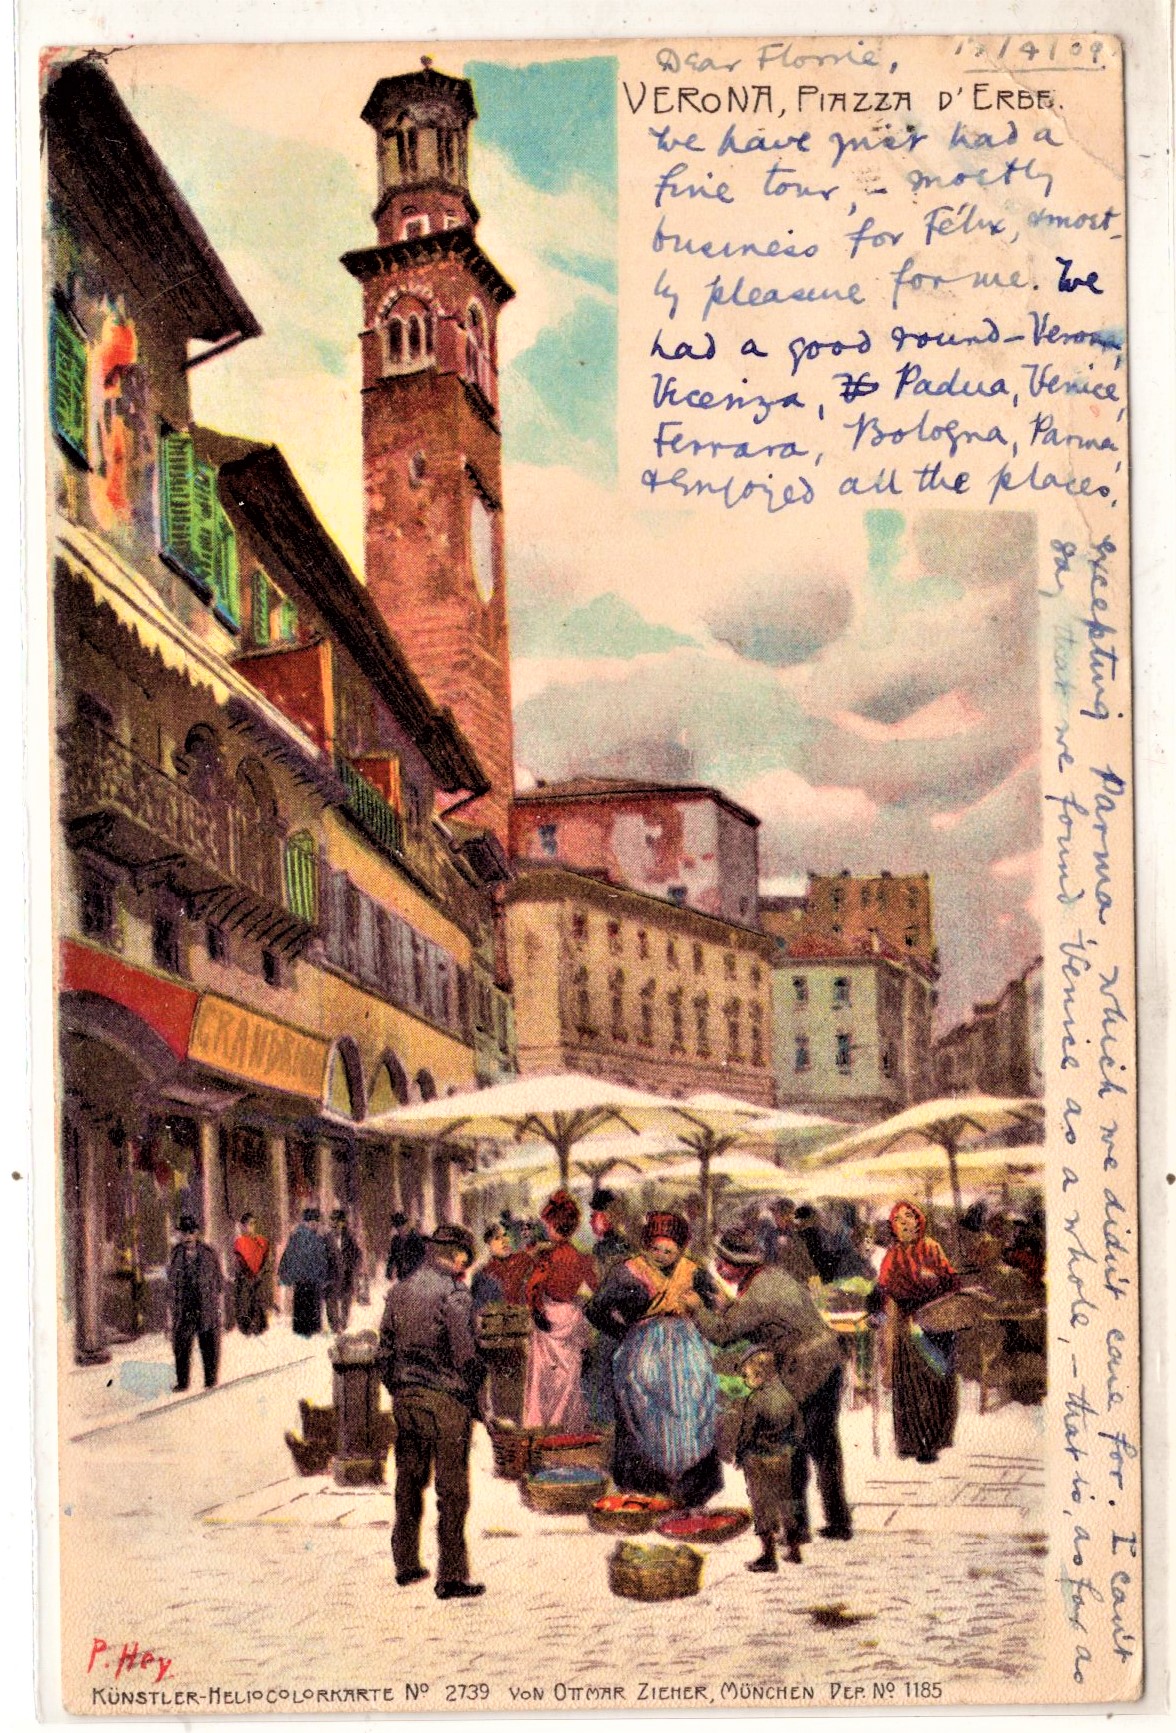 Dear Florrie,
17/4/09.
VERONA, PIAZZA D'ERBE.
We have just had a
fine tour, - mostly
business for Félix, & most-
ly pleasure for me. We
had a good round - Verona,
Vicenza, Padua, Venice,
Ferrara, Bologna, Parma,
& enjoyed all the places,
excepting Parma which we didn't care for. I can't
say that we found Venice as a whole, - that is, as far as
P. Hey
KÜNSTLER-HELIOCOLORKARTE Nº 2739 VON OTTMAR ZIEHER, MÜNCHEN DEP. Nº 1185